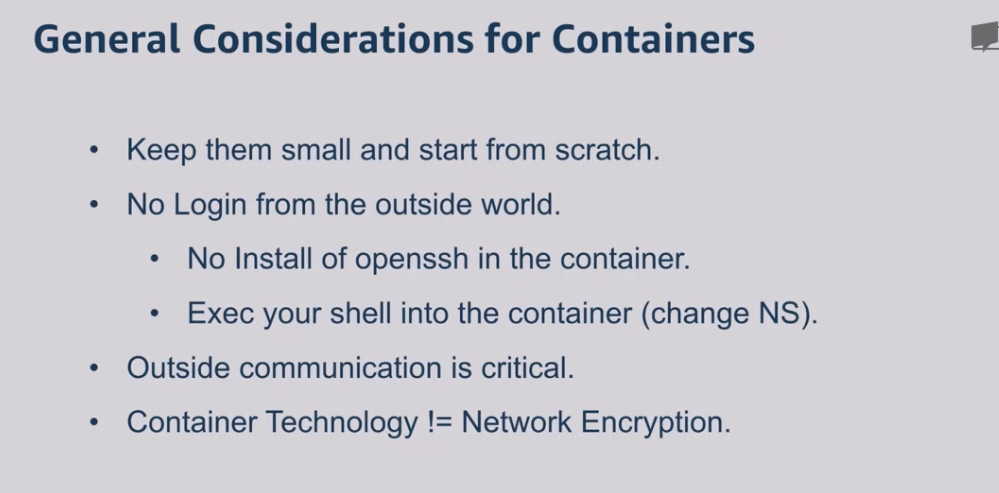 General Considerations for Containers
• Keep them small and start from scratch.
• No Login from the outside world.
• No Install of openssh in the container.
• Exec your shell into the container (change NS).
• Outside communication is critical.
• Container Technology != Network Encryption.